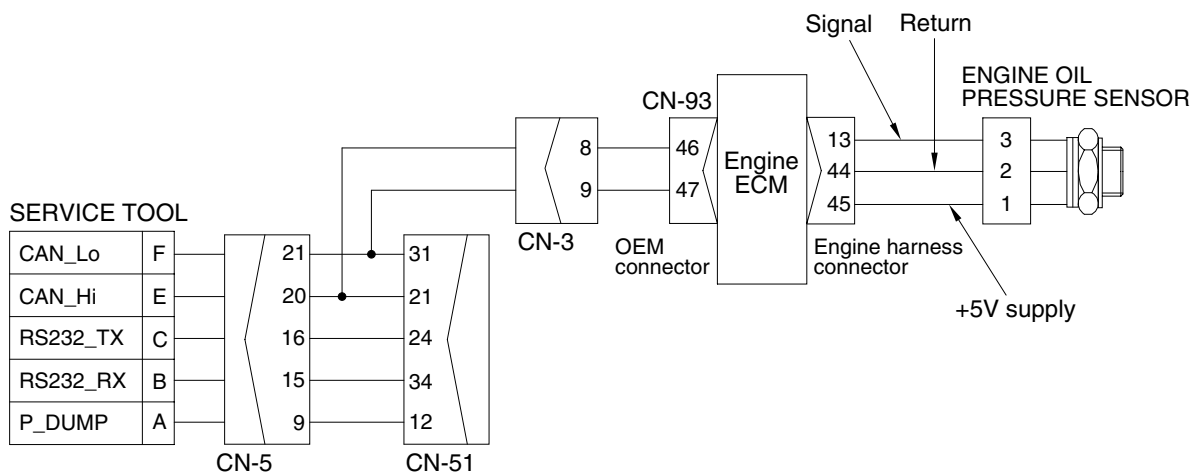 Signal Return
ENGINE OIL
PRESSURE SENSOR
CN-93
8 46 13 3
Engine
ECM
44 2
9 47 45 1
SERVICE TOOL
CN-3
OEM
connector
Engine harness
connector
CAN_Lo F 21 31
CAN_Hi E 20 21
+5V supply
RS232_TX C 16 24
RS232_RX B 15 34
P_DUMP A 9 12
CN-5 CN-51